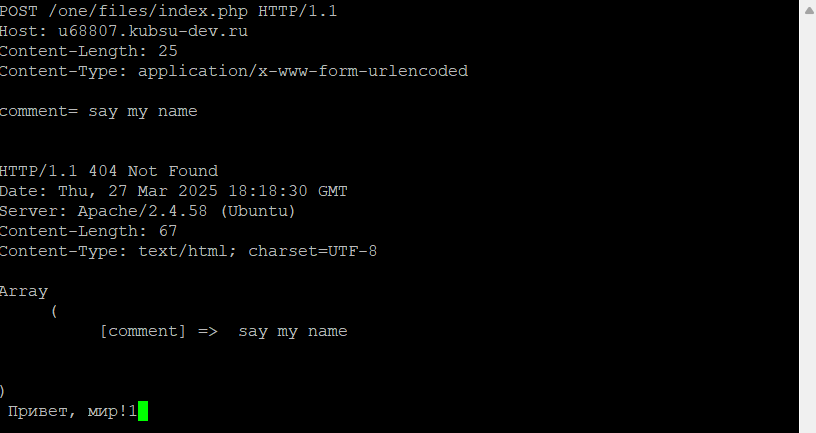 POST /one/files/index.php HTTP/1.1
Host: u68807.kubsu-dev.ru
Content-Length: 25
Content-Type: application/x-www-form-urlencoded
comment= say my name
HTTP/1.1 404 Not Found
Date: Thu, 27 Mar 2025 18:18:30 GMT
Server: Apache/2.4.58 (Ubuntu)
Content-Length: 67
Content-Type: text/html; charset=UTF-8
Array
(
[comment] =>  say my name
)
Привет, мир!1